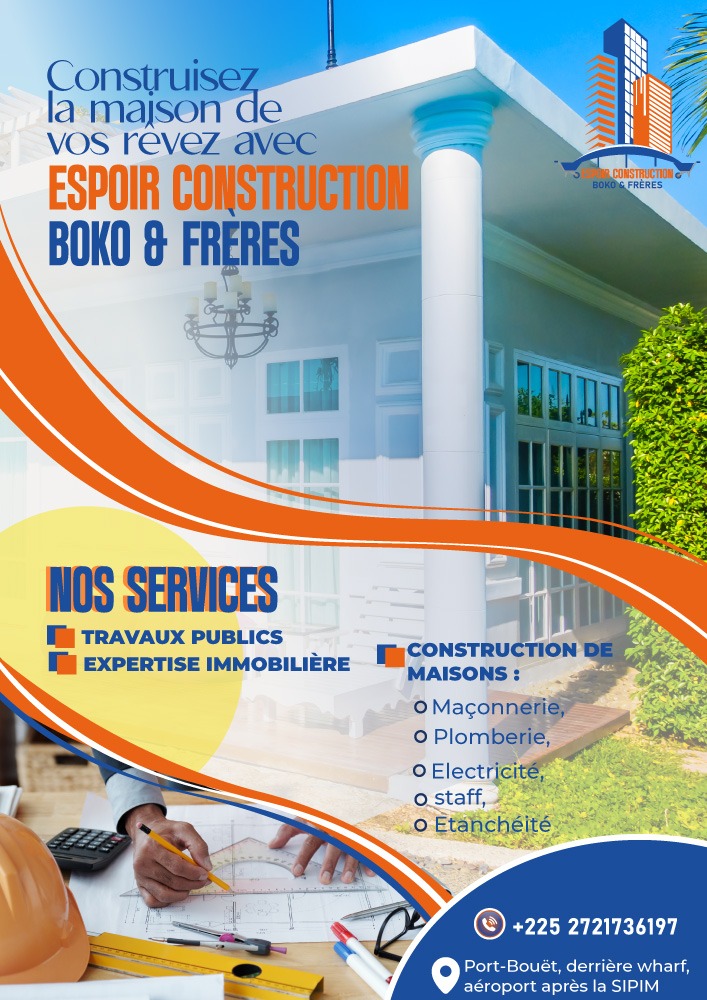 Construisez
la maison de
vos rêvez avec
ESPOIR CONSTRUCTION
BOKO & FRÈRES
ESPOIR CONSTRUCTION
BOKO & FRÈRES
NOS SERVICES
TRAVAUX PUBLICS
EXPERTISE IMMOBILIÈRE
CONSTRUCTION DE
MAISONS :
Maçonnerie,
Plomberie,
Electricité,
staff,
Etanchéité
+225 2721736197
Port-Bouët, derrière wharf,
aéroport après la SIPIM